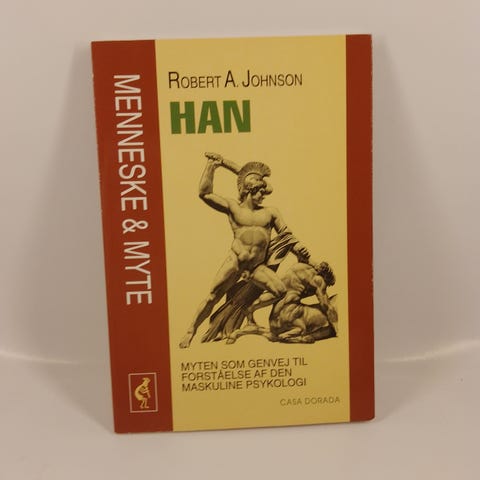 MENNESKE & MYTE
ROBERT A. JOHNSON
HAN
MYTEN SOM GENVEJ TIL
FORSTÅELSE AF DEN
MASKULINE PSYKOLOGI
CASA DORADA